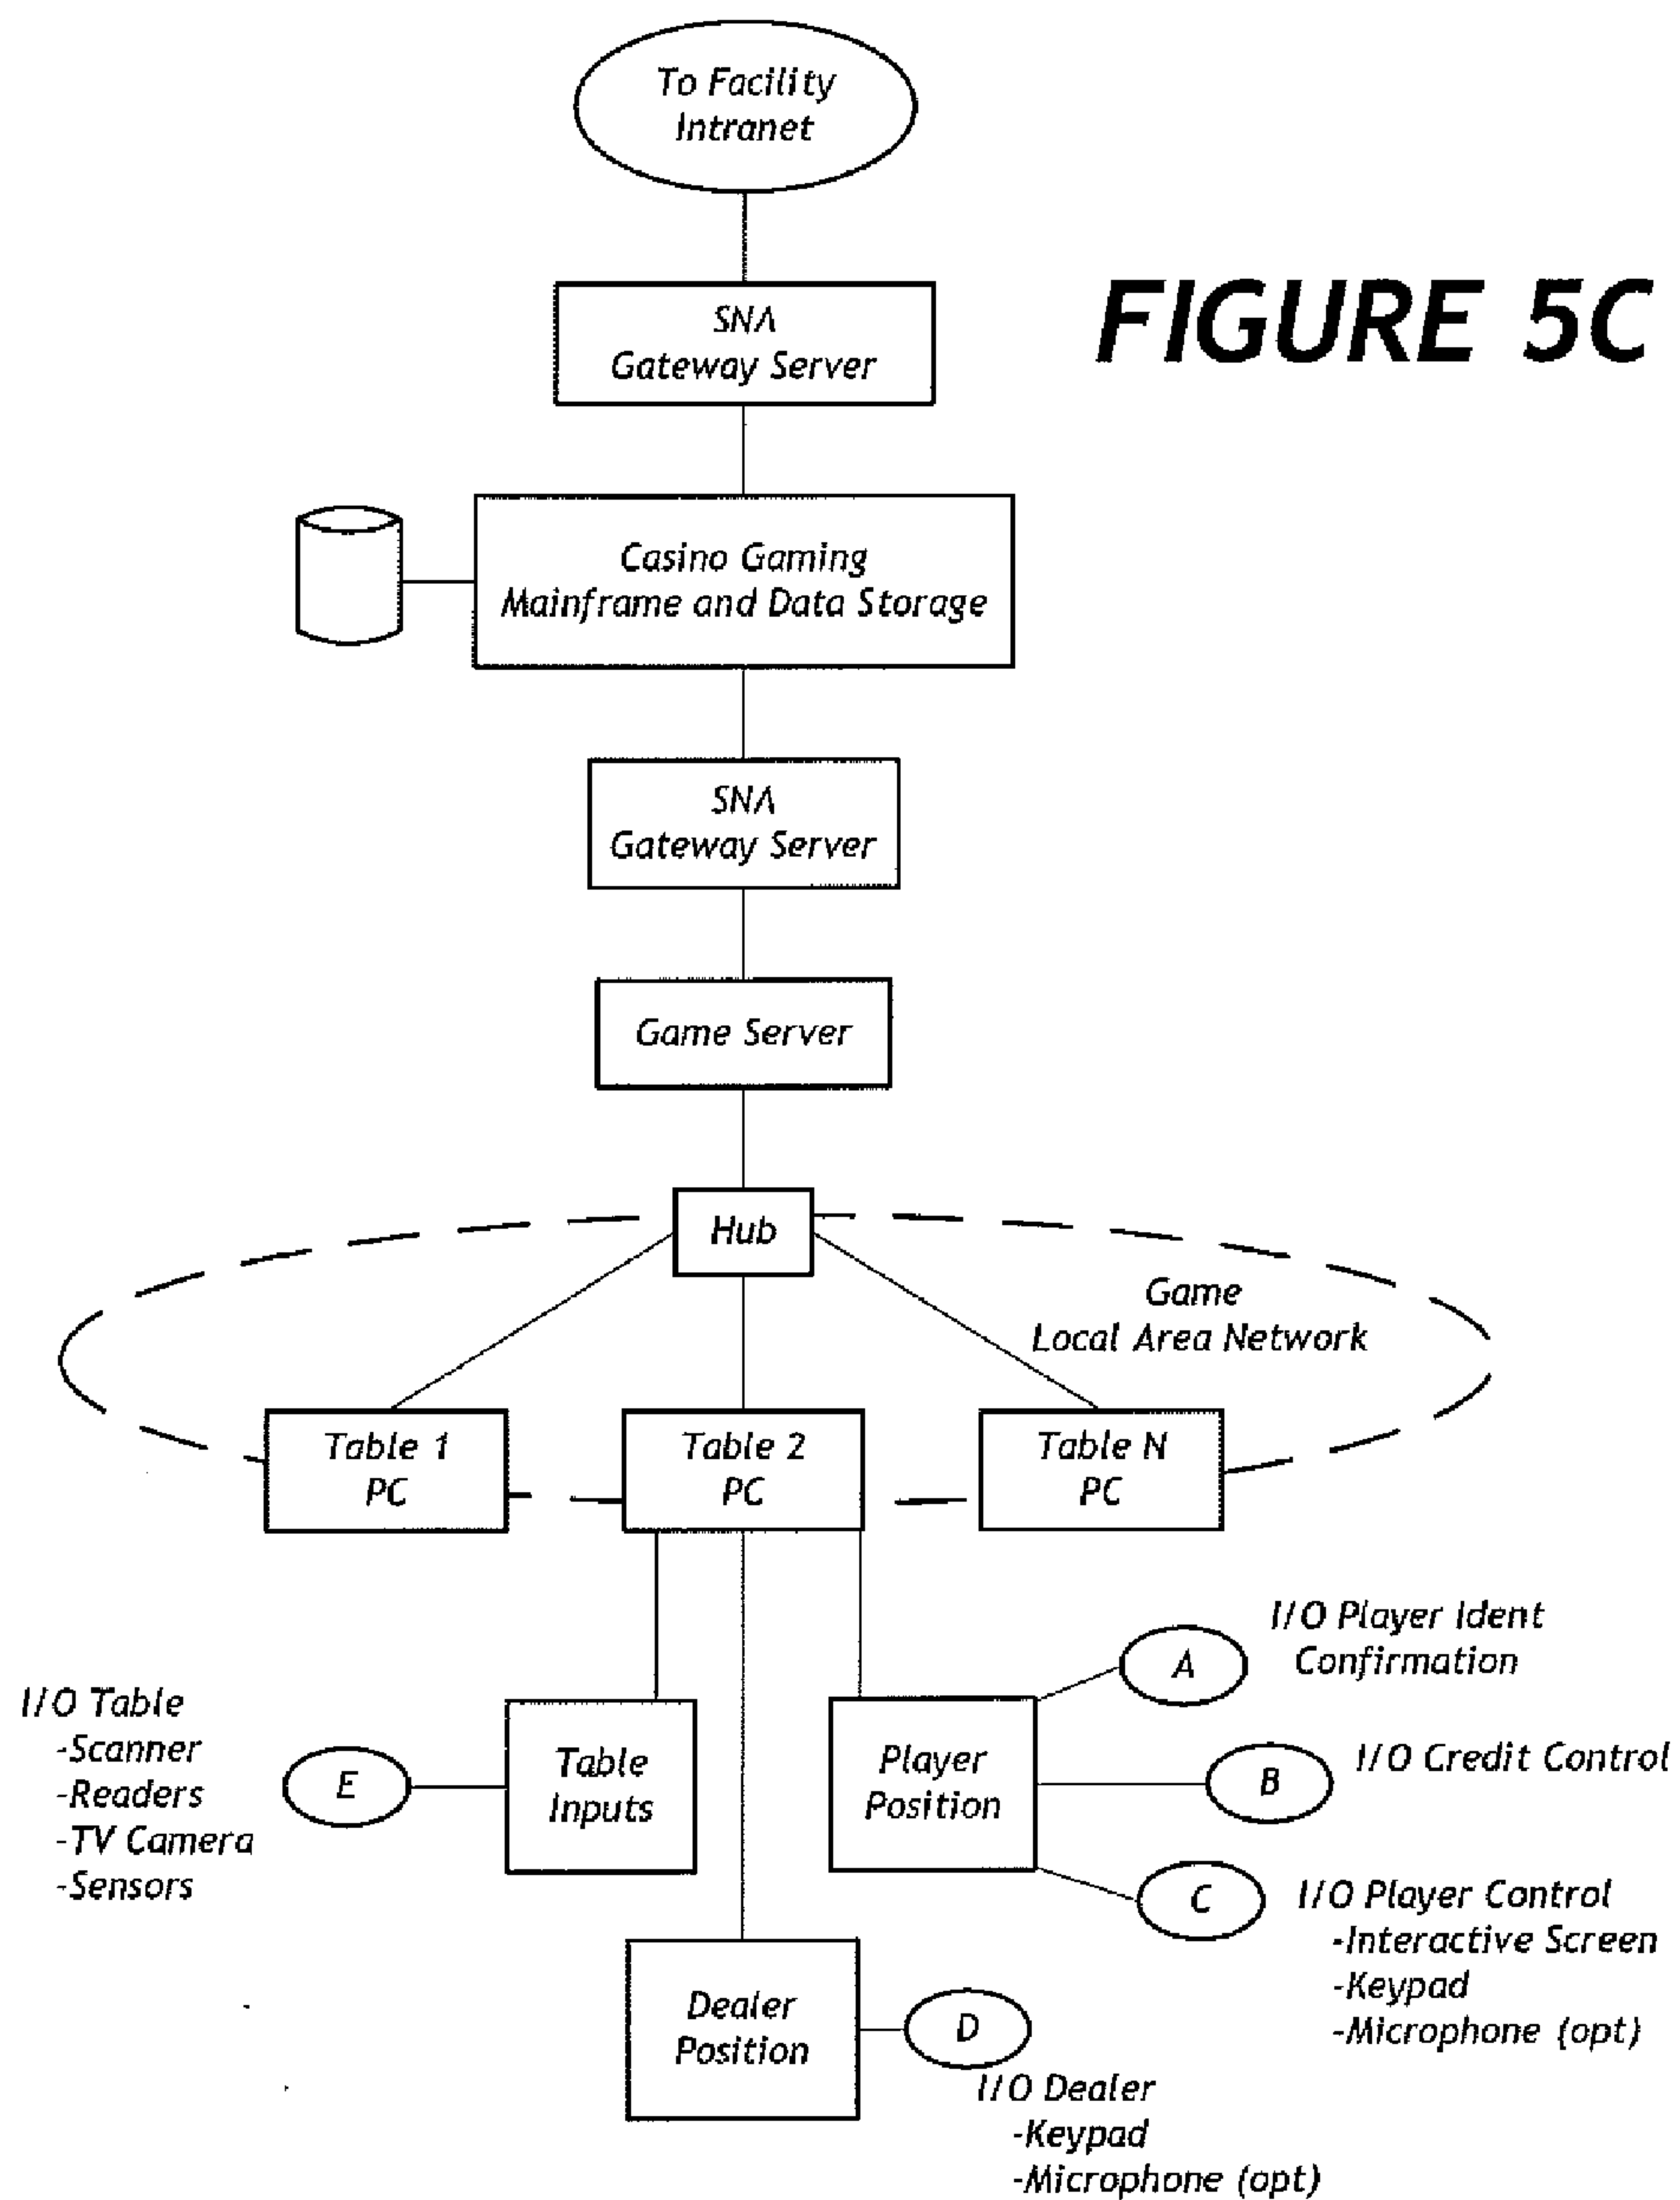 To Facility
Intranet
FIGURE 5C
SNA
Gateway Server
Casino Gaming
Mainframe and Data Storage
SNA
Gateway Server
Game Server
Hub
Game
Local Area Network
Table 1
PC
Table 2
PC
Table N
PC
I/O Player Ident
Confirmation
A
I/O Table
-Scanner
-Readers
-TV Camera
-Sensors
E
Table
Inputs
Player
Position
B
I/O Credit Control
C
I/O Player Control
-Interactive Screen
-Keypad
-Microphone (opt)
Dealer
Position
D
I/O Dealer
-Keypad
-Microphone (opt)